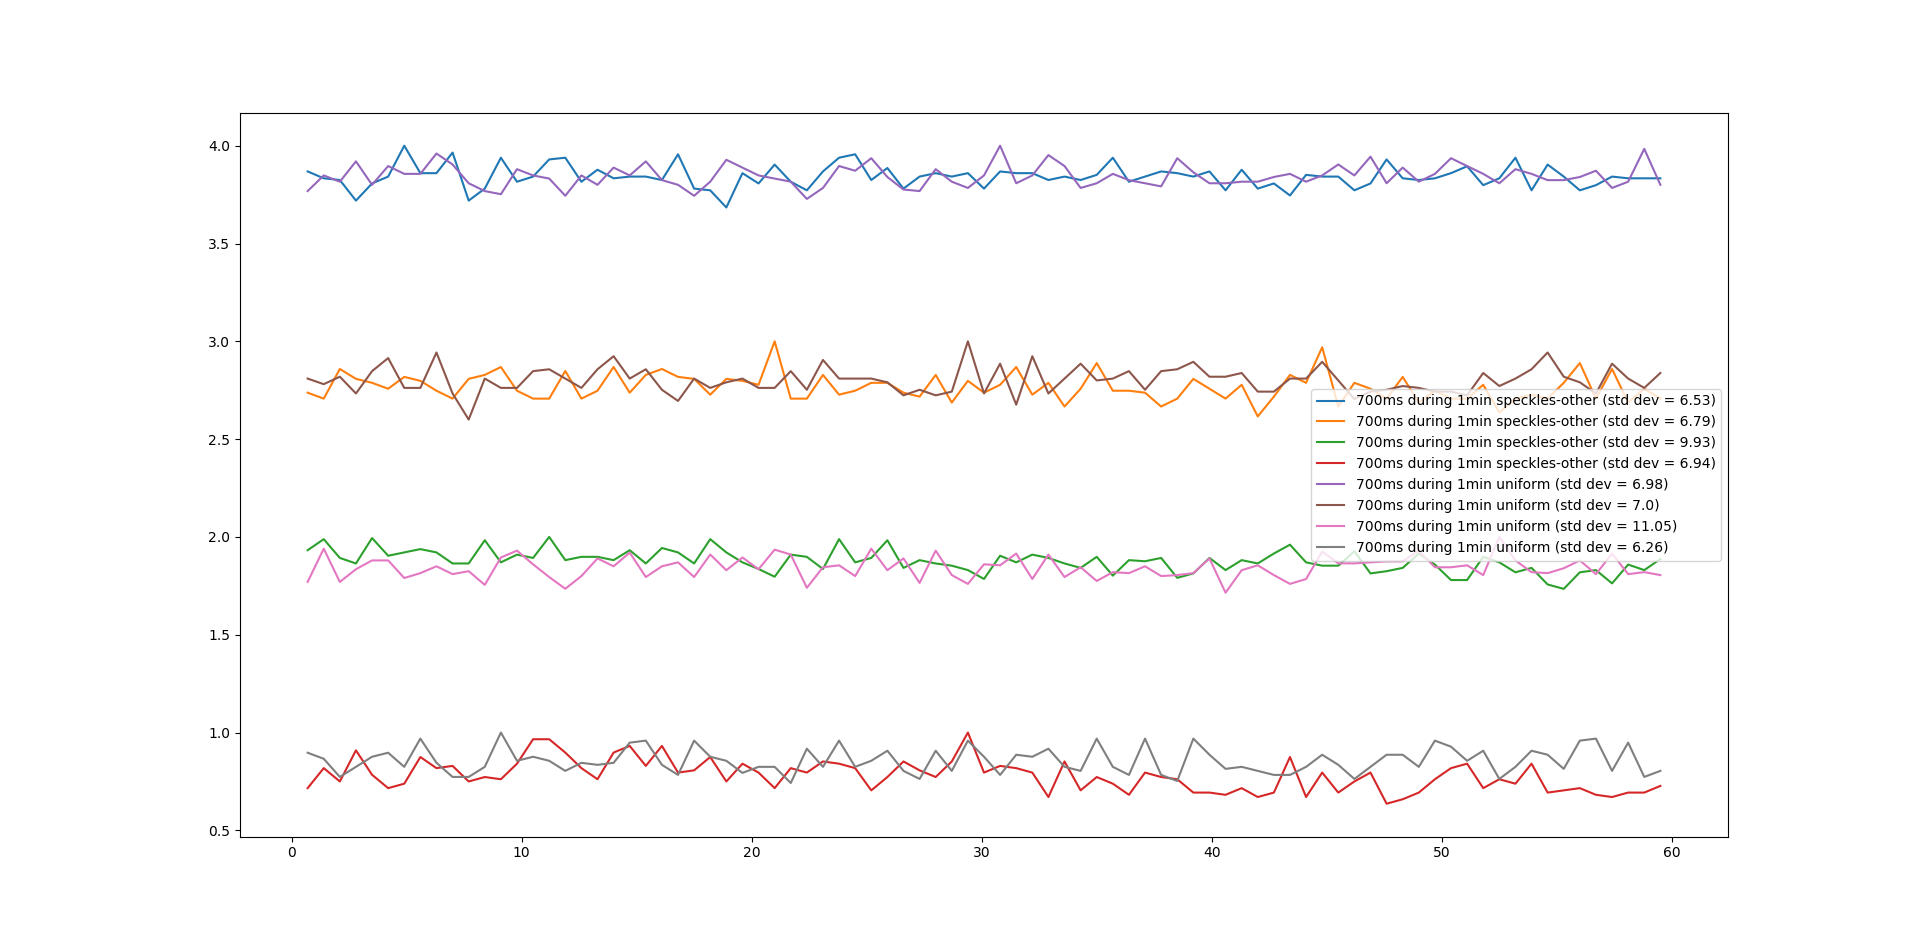 4.0
3.5
3.0
2.5
2.0
1.5
1.0
0.5
0 10 20 30 40 50 60
700ms during 1min speckles-other (std dev = 6.53)
700ms during 1min speckles-other (std dev = 6.79)
700ms during 1min speckles-other (std dev = 9.93)
700ms during 1min speckles-other (std dev = 6.94)
700ms during 1min uniform (std dev = 6.98)
700ms during 1min uniform (std dev = 7.0)
700ms during 1min uniform (std dev = 11.05)
700ms during 1min uniform (std dev = 6.26)